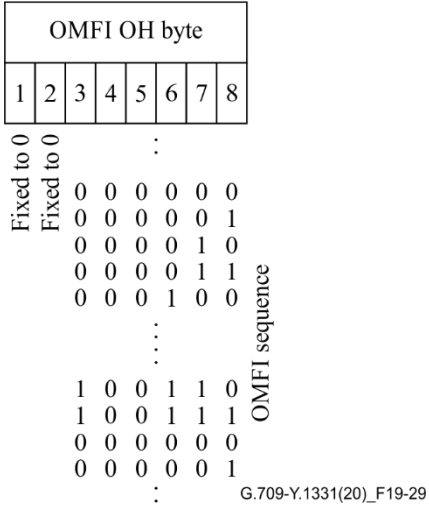 OMFI OH byte
1 2 3 4 5 6 7 8
Fixed to 0
Fixed to 0
0 0 0 0 0 0
0 0 0 0 0 1
0 0 0 0 1 0
0 0 0 0 1 1
0 0 0 1 0 0
1 0 0 1 1 0
1 0 0 1 1 1
0 0 0 0 0 0
0 0 0 0 0 1
OMFI sequence
G.709-Y.1331(20)_F19-29